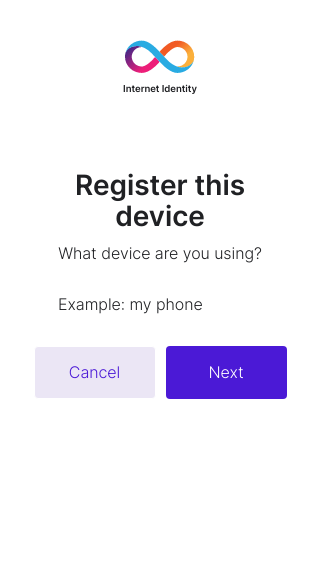 Internet Identity
Register this
device
What device are you using?
Example: my phone
Cancel
Next